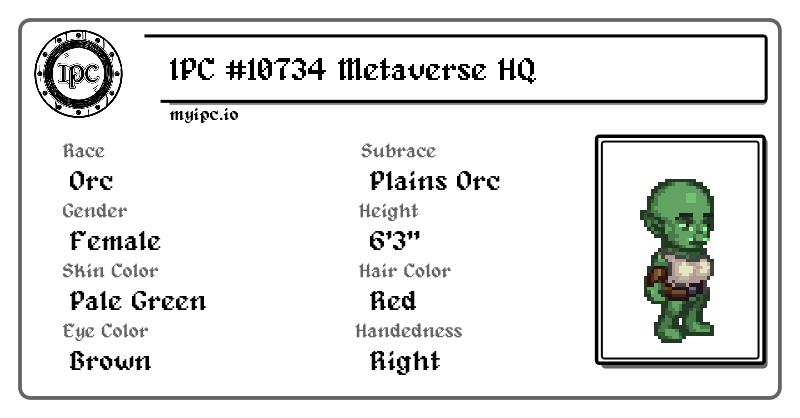 IPC
IPC #10734 Metaverse HQ
myipc.io
Race
Orc
Subrace
Plains Orc
Gender
Female
Height
6'3"
Skin Color
Pale Green
Hair Color
Red
Eye Color
Brown
Handedness
Right